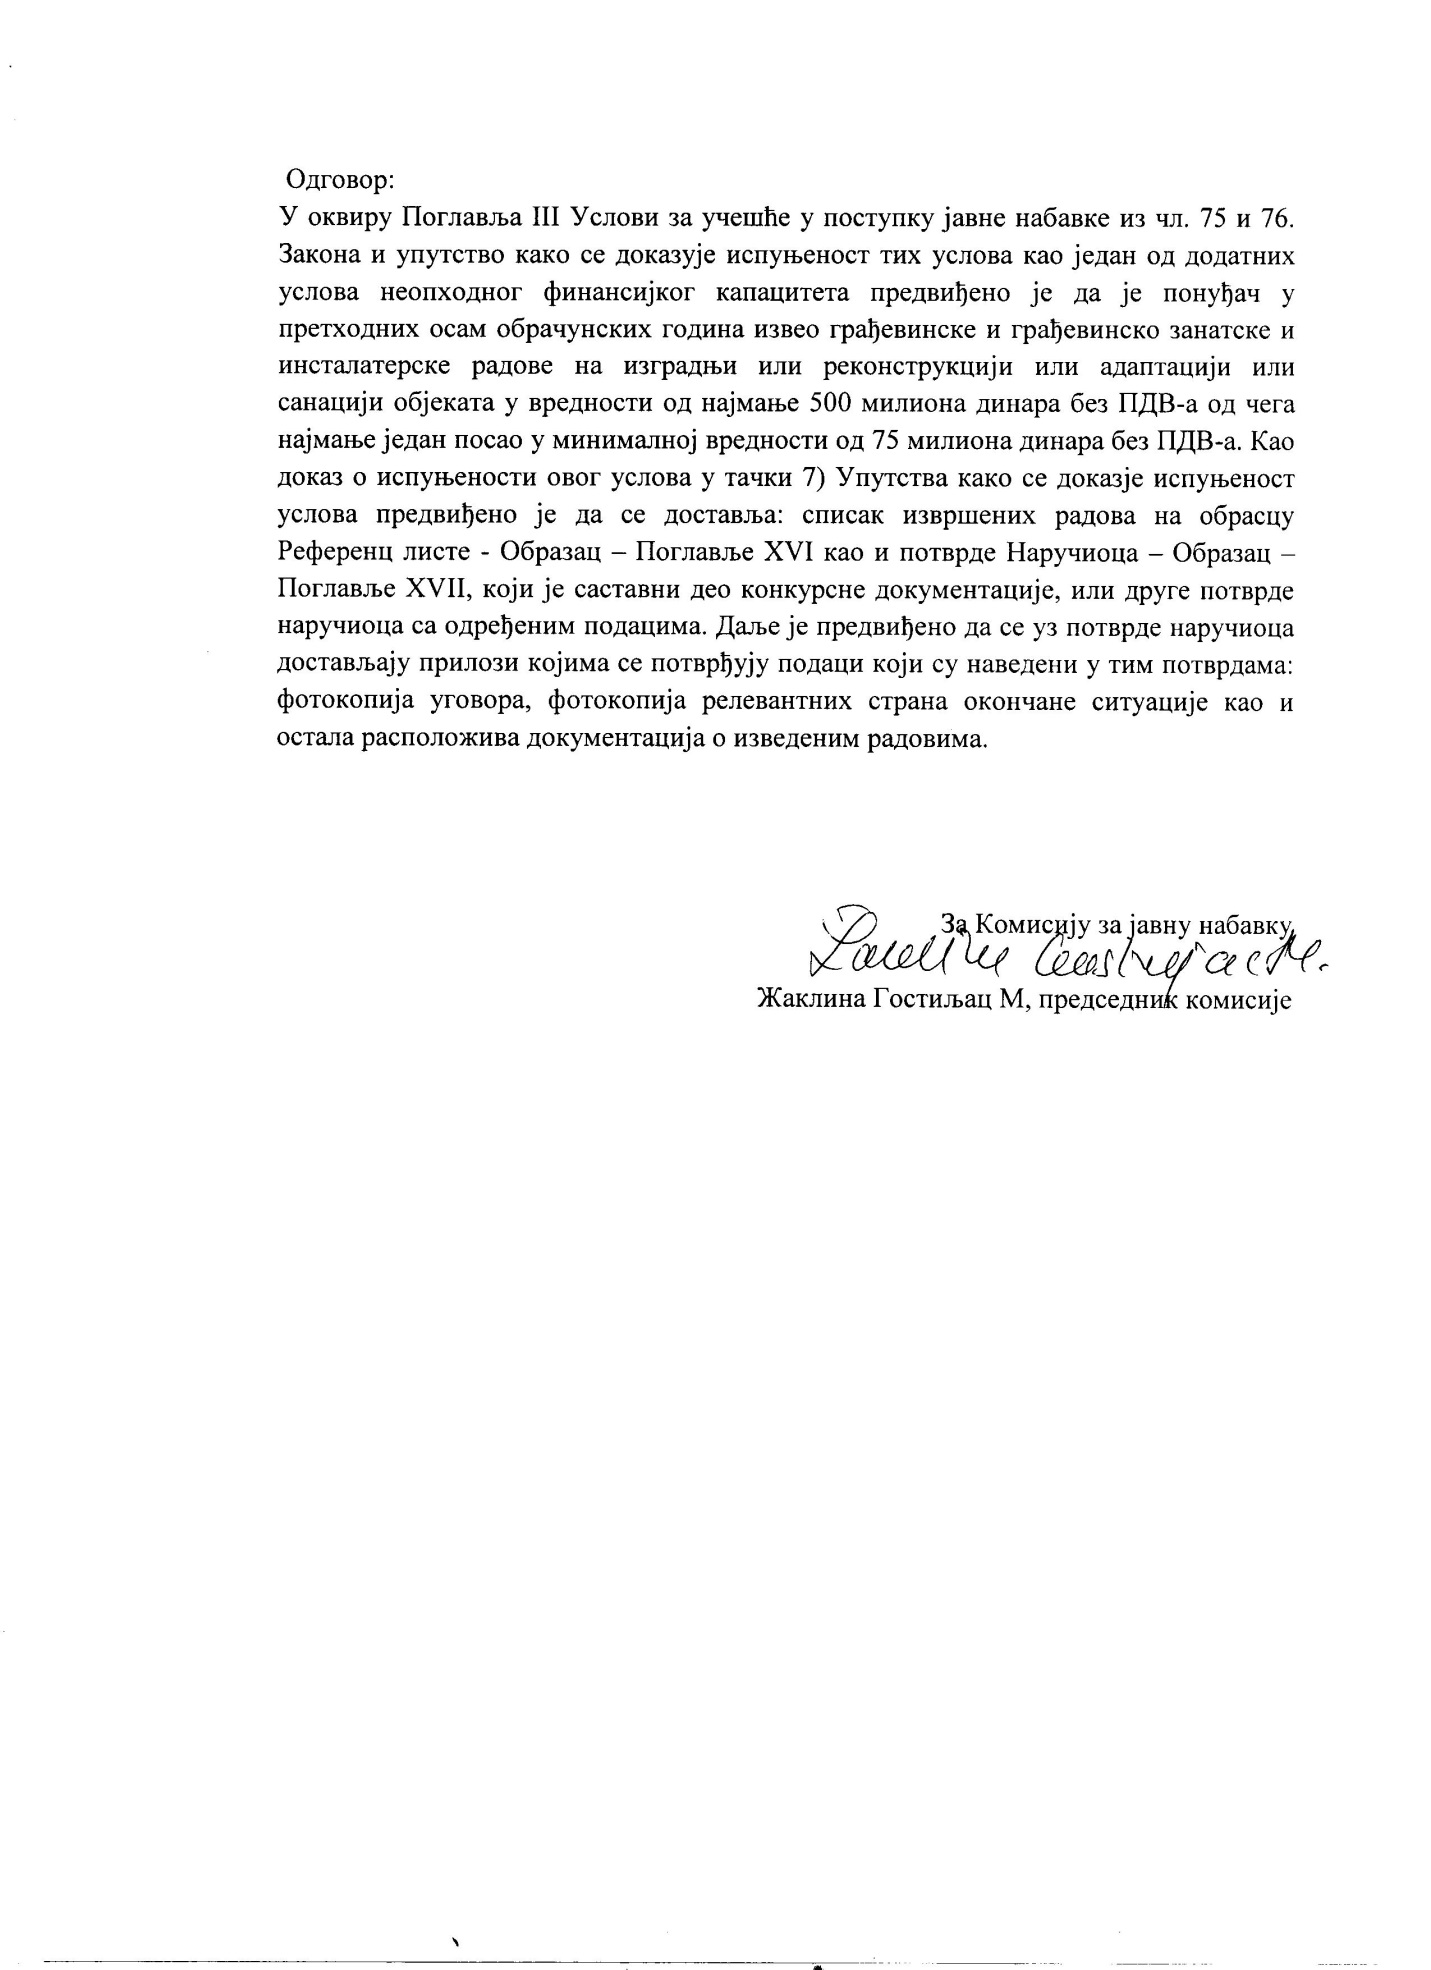 Одговор:
У оквиру Поглавља III Услови за учешће у поступку јавне набавке из чл. 75 и 76.
Закона и упутство како се доказује испуњеност тих услова као један од додатних
услова неопходног финансијког капацитета предвиђено је да је понуђач у
претходних осам обрачунских година извео грађевинске и грађевинско занатске и
инсталатерске радове на изградњи или реконструкцији или адаптацији или
санацији објеката у вредности од најмање 500 милиона динара без ПДВ-а од чега
најмање један посао у минималној вредности од 75 милиона динара без ПДВ-а. Као
доказ о испуњености овог услова у тачки 7) Упутства како се доказје испуњеност
услова предвиђено је да се доставља: списак извршених радова на обрасцу
Референц листе - Образац – Поглавље XVI као и потврде Наручиоца – Образац –
Поглавље XVII, који је саставни део конкурсне документације, или друге потврде
наручиоца са одређеним подацима. Даље је предвиђено да се уз потврде наручиоца
достављају прилози којима се потврђују подаци који су наведени у тим потврдама:
фотокопија уговора, фотокопија релевантних страна окончане ситуације као и
остала расположива документација о изведеним радовима.
За Комисију за јавну набавку
Жаклина Гостиљац М, председник комисије